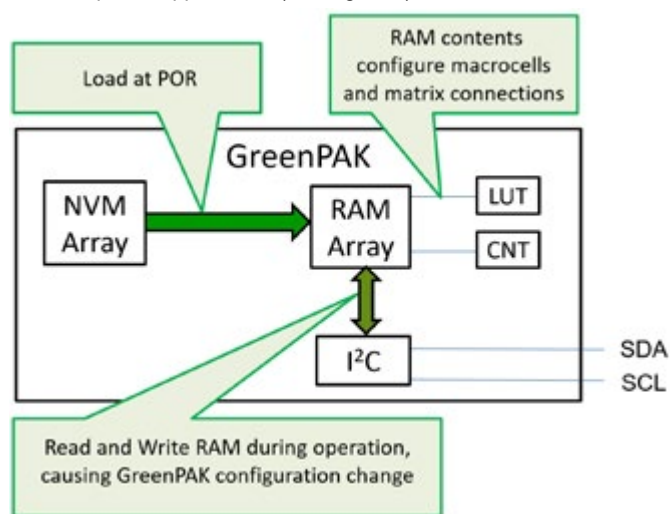 Load at POR
RAM contents
configure macrocells
and matrix connections
GreenPAK
NVM
Array
RAM
Array
LUT
CNT
I²C
SDA
SCL
Read and Write RAM during operation,
causing GreenPAK configuration change